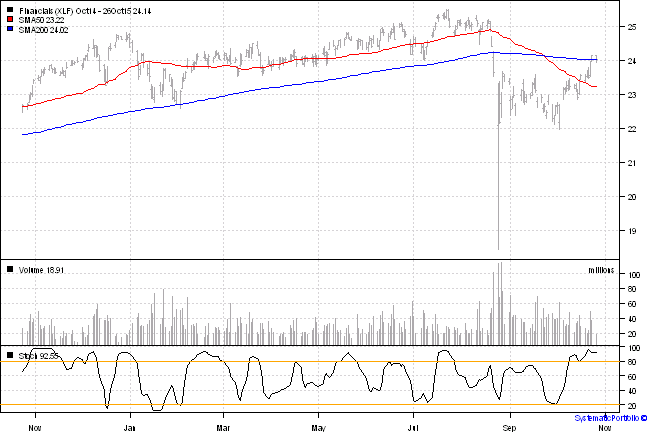 Financials (XLF) Oct14 - 26Oct15 24.14
SMA50 23.22
SMA200 24.02
25
24
23
22
21
20
19
Volume 18.91
millions
100
80
60
40
20
Stoch 92.55
100
80
60
40
20
Nov Jan Mar May Jul Sep Nov
SystematicPortfolio ©